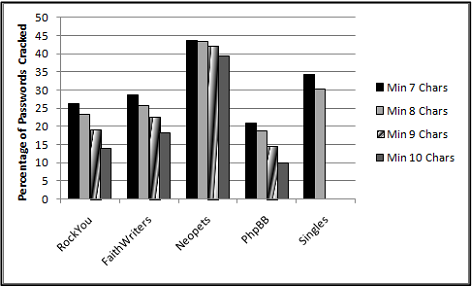 Percentage of Passwords Cracked
50
45
40
35
30
25
20
15
10
5
0
RockYou
FaithWriters
Neopets
PhpBB
Singles
Min 7 Chars
Min 8 Chars
Min 9 Chars
Min 10 Chars